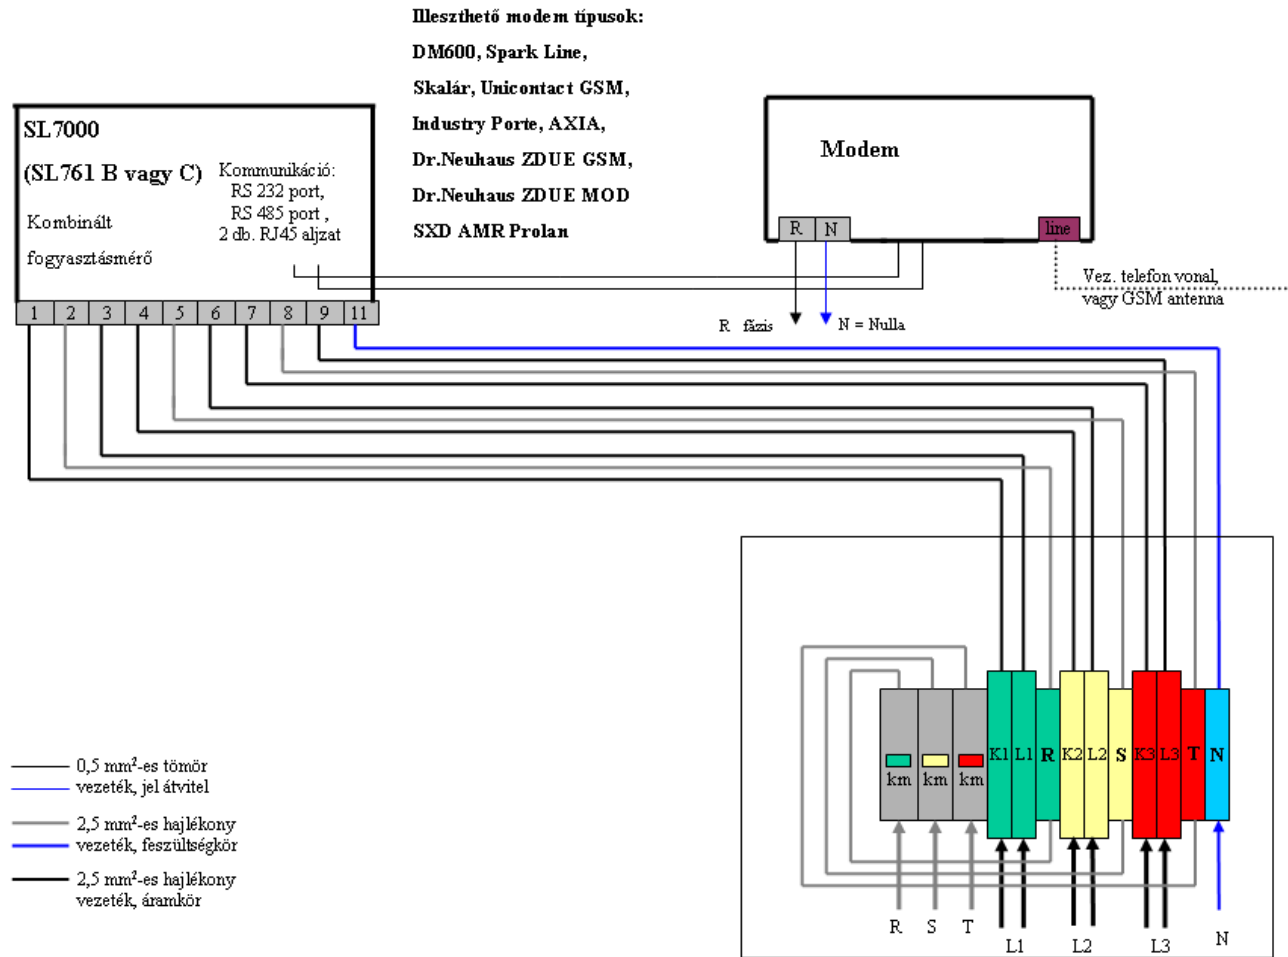 Illeszthető modem típusok:
DM600, Spark Line,
Skalár, Unicontact GSM,
Industry Porte, AXIA,
Dr.Neuhaus ZDUE GSM,
Dr.Neuhaus ZDUE MOD
SXD AMR Prolan
SL7000
(SL761 B vagy C)
Kombinált
fogyasztásmérő
Kommunikáció:
RS 232 port,
RS 485 port ,
2 db. RJ45 aljzat
1 2 3 4 5 6 7 8 9 11
Modem
R N
line
R fázis
N = Nulla
Vez. telefon vonal,
vagy GSM antenna
km km km K1 L1 R K2 L2 S K3 L3 T N
R S T L1 L2 L3 N
0,5 mm²-es tömör
vezeték, jel átvitel
2,5 mm²-es hajlékony
vezeték, feszültségkör
2,5 mm²-es hajlékony
vezeték, áramkör